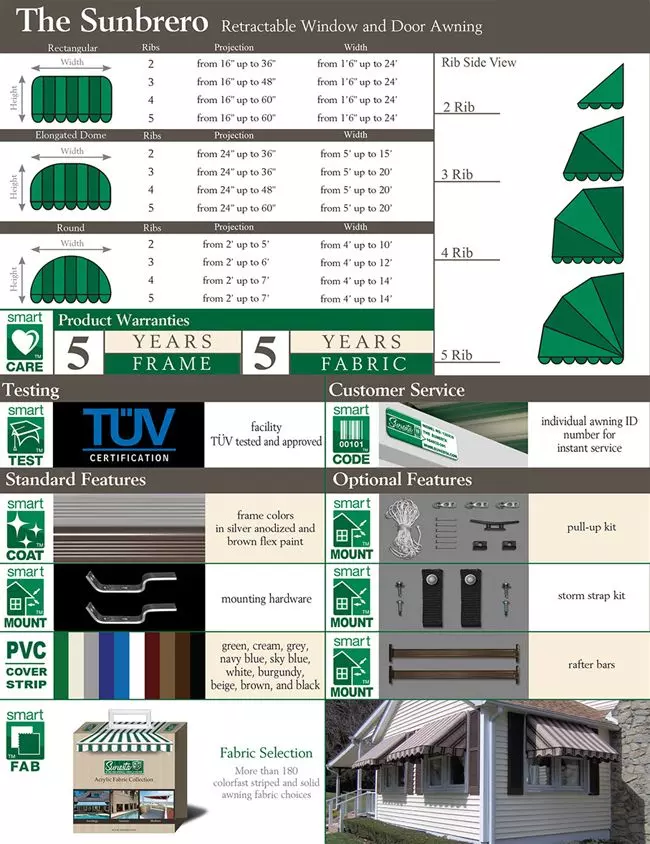 The Sunbrero Retractable Window and Door Awning
Rectangular Ribs Projection Width
Width
Height
2 from 16" up to 36" from 1'6 up to 24'
3 from 16" up to 48" from 1'6 up to 24'
4 from 16" up to 60" from 1'6 up to 24'
5 from 16" up to 60" from 1'6 up to 24'
Elongated Dome Ribs Projection Width
Width
Height
2 from 24" up to 36" from 5' up to 15'
3 from 24" up to 36" from 5' up to 20'
4 from 24" up to 48" from 5' up to 20'
5 from 24" up to 60" from 5' up to 20'
Round Ribs Projection Width
Width
Height
2 from 2' up to 5' from 4' up to 10'
3 from 2' up to 6' from 4' up to 12'
4 from 2' up to 7' from 4' up to 14'
5 from 2' up to 7' from 4' up to 14'
Rib Side View
2 Rib
3 Rib
4 Rib
5 Rib
smart
CARE
TM
Product Warranties
5 YEARS
FRAME
5 YEARS
FABRIC
Testing
smart
TEST
TM
TÜV
CERTIFICATION
facility
TÜV tested and approved
Customer Service
smart
00101
CODE
TM
Sunesta
individual awning ID
number for
instant service
Standard Features
smart
COAT
TM
frame colors
in silver anodized and
brown flex paint
smart
MOUNT
TM
mounting hardware
PVC
COVER
STRIP
green, cream, grey,
navy blue, sky blue,
white, burgundy,
beige, brown, and black
smart
FAB
TM
Sunesta
Acrylic Fabric Collection
Fabric Selection
More than 180
colorfast striped and solid
awning fabric choices
Optional Features
smart
MOUNT
TM
pull-up kit
smart
MOUNT
TM
storm strap kit
smart
MOUNT
TM
rafter bars